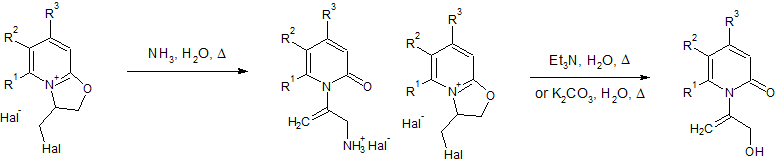 R³
R²
R¹
N⁺
O
Hal⁻
Hal
NH₃, H₂O, Δ
R³
R²
R¹
N
O
H₂C
NH₃⁺ Hal⁻
R³
R²
R¹
N⁺
O
Hal⁻
Hal
Et₃N, H₂O, Δ
or K₂CO₃, H₂O, Δ
R³
R²
R¹
N
O
H₂C
OH